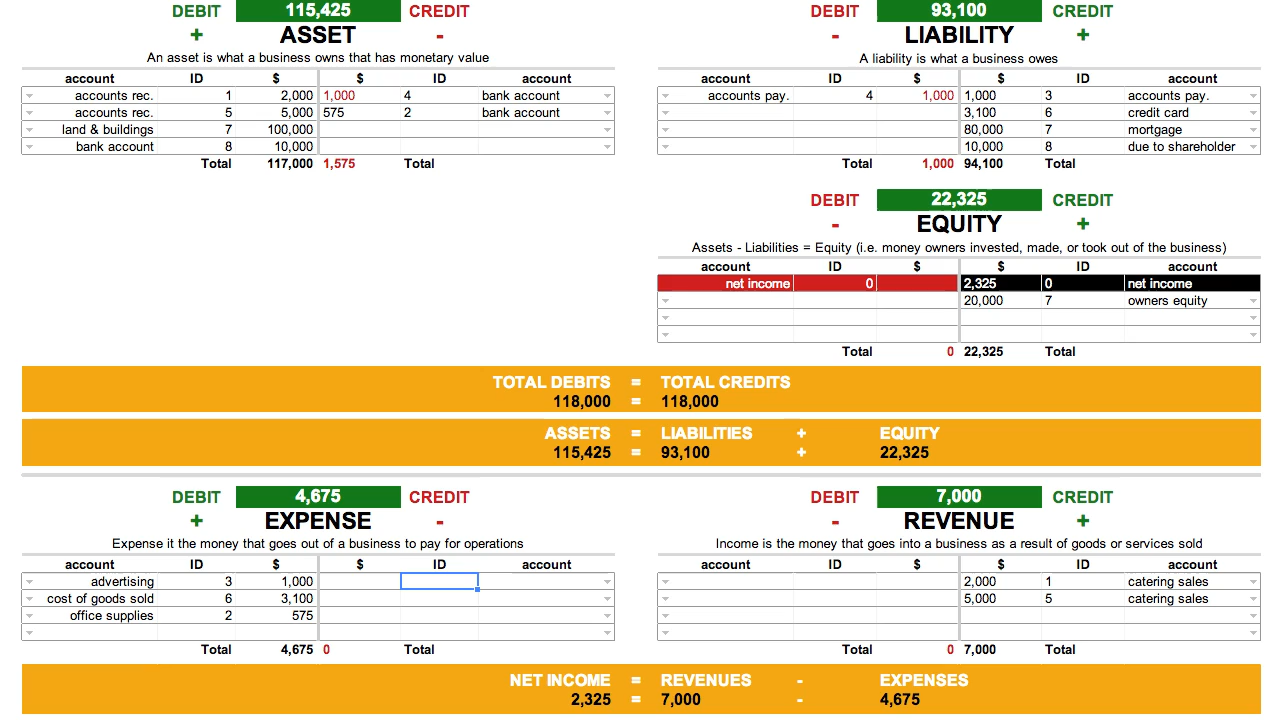 DEBIT 115,425 CREDIT
+ ASSET -
An asset is what a business owns that has monetary value
account ID $ $ ID account
accounts rec. 1 2,000 1,000 4 bank account
accounts rec. 5 5,000 575 2 bank account
land & buildings 7 100,000
bank account 8 10,000
Total 117,000 1,575 Total
DEBIT 93,100 CREDIT
- LIABILITY +
A liability is what a business owes
account ID $ $ ID account
accounts pay. 4 1,000 1,000 3 accounts pay.
3,100 6 credit card
80,000 7 mortgage
10,000 8 due to shareholder
Total 1,000 94,100 Total
DEBIT 22,325 CREDIT
- EQUITY +
Assets - Liabilities = Equity (i.e. money owners invested, made, or took out of the business)
account ID $ $ ID account
net income 0 2,325 0 net income
20,000 7 owners equity
Total 0 22,325 Total
TOTAL DEBITS = TOTAL CREDITS
118,000 = 118,000
ASSETS = LIABILITIES + EQUITY
115,425 = 93,100 + 22,325
DEBIT 4,675 CREDIT
+ EXPENSE -
Expense it the money that goes out of a business to pay for operations
account ID $ $ ID account
advertising 3 1,000
cost of goods sold 6 3,100
office supplies 2 575
Total 4,675 0 Total
DEBIT 7,000 CREDIT
- REVENUE +
Income is the money that goes into a business as a result of goods or services sold
account ID $ $ ID account
2,000 1 catering sales
5,000 5 catering sales
Total 0 7,000 Total
NET INCOME = REVENUES - EXPENSES
2,325 = 7,000 - 4,675